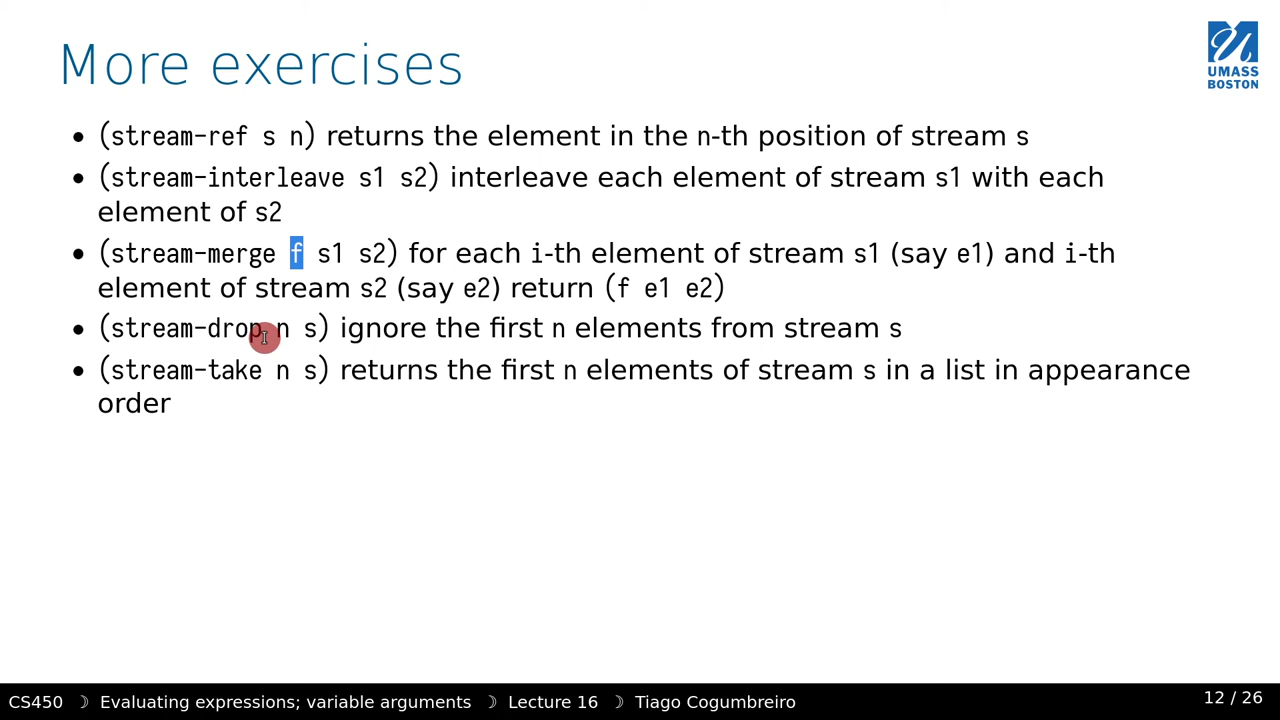 More exercises
UMASS
BOSTON
• (stream-ref s n) returns the element in the n-th position of stream s
• (stream-interleave s1 s2) interleave each element of stream s1 with each
element of s2
• (stream-merge f s1 s2) for each i-th element of stream s1 (say e1) and i-th
element of stream s2 (say e2) return (f e1 e2)
• (stream-drop n s) ignore the first n elements from stream s
• (stream-take n s) returns the first n elements of stream s in a list in appearance
order
CS450 ☽ Evaluating expressions; variable arguments ☽ Lecture 16 ☽ Tiago Cogumbreiro 12 / 26